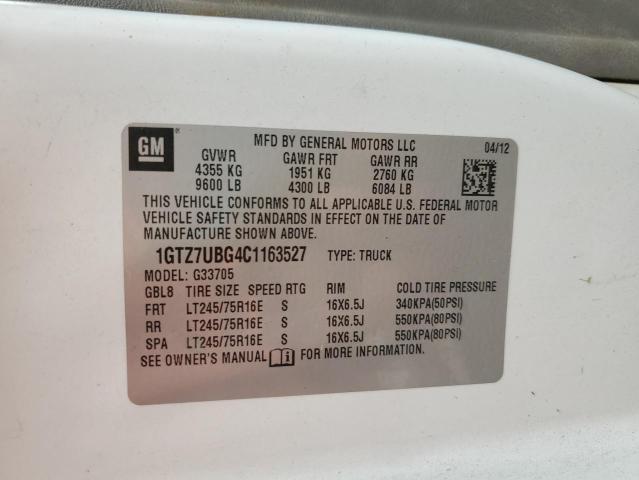 GM
MFD BY GENERAL MOTORS LLC 04/12
GVWR GAWR FRT GAWR RR
4355 KG 1951 KG 2760 KG
9600 LB 4300 LB 6084 LB
THIS VEHICLE CONFORMS TO ALL APPLICABLE U.S. FEDERAL MOTOR
VEHICLE SAFETY STANDARDS IN EFFECT ON THE DATE OF
MANUFACTURE SHOWN ABOVE.
1GTZ7UBG4C1163527 TYPE: TRUCK
MODEL: G33705
GBL8 TIRE SIZE SPEED RTG RIM COLD TIRE PRESSURE
FRT LT245/75R16E S 16X6.5J 340KPA(50PSI)
RR LT245/75R16E S 16X6.5J 550KPA(80PSI)
SPA LT245/75R16E S 16X6.5J 550KPA(80PSI)
SEE OWNER'S MANUAL FOR MORE INFORMATION.